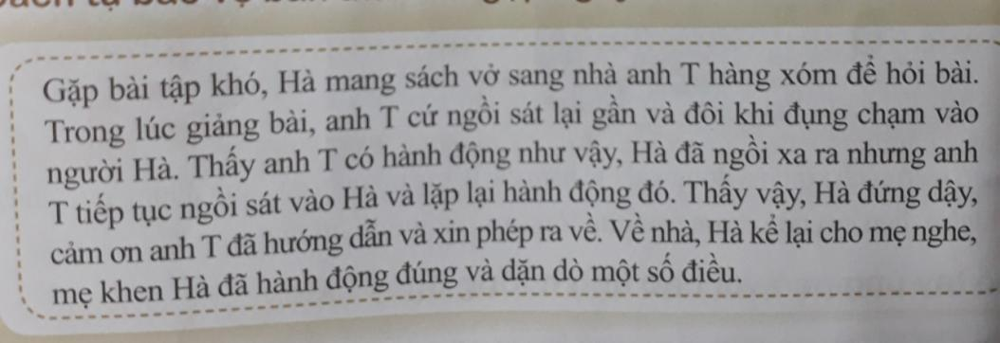 Gặp bài tập khó, Hà mang sách vở sang nhà anh T hàng xóm để hỏi bài.
Trong lúc giảng bài, anh T cứ ngồi sát lại gần và đôi khi đụng chạm vào
người Hà. Thấy anh T có hành động như vậy, Hà đã ngồi xa ra nhưng anh
T tiếp tục ngồi sát vào Hà và lặp lại hành động đó. Thấy vậy, Hà đứng dậy,
cảm ơn anh T đã hướng dẫn và xin phép ra về. Về nhà, Hà kể lại cho mẹ nghe,
mẹ khen Hà đã hành động đúng và dặn dò một số điều.